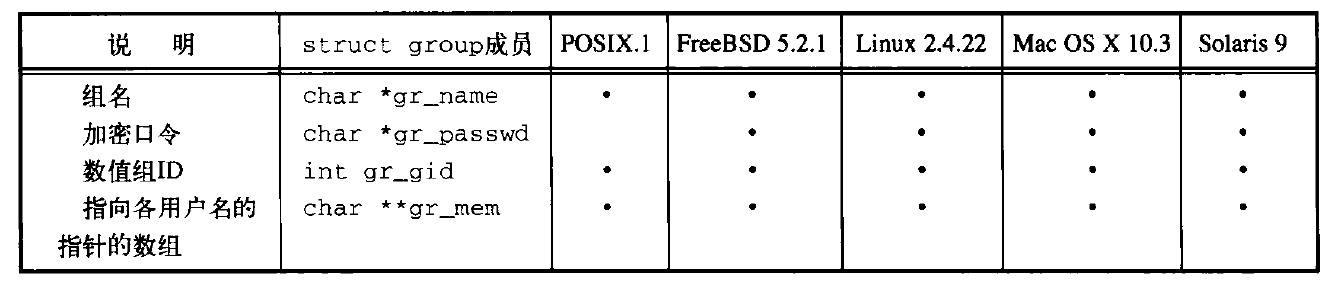 说 明 struct group成员 POSIX.1 FreeBSD 5.2.1 Linux 2.4.22 Mac OS X 10.3 Solaris 9
组名 char *gr_name • • • • •
加密口令 char *gr_passwd • • • •
数值组ID int gr_gid • • • • •
指向各用户名的 char **gr_mem • • • • •
指针的数组